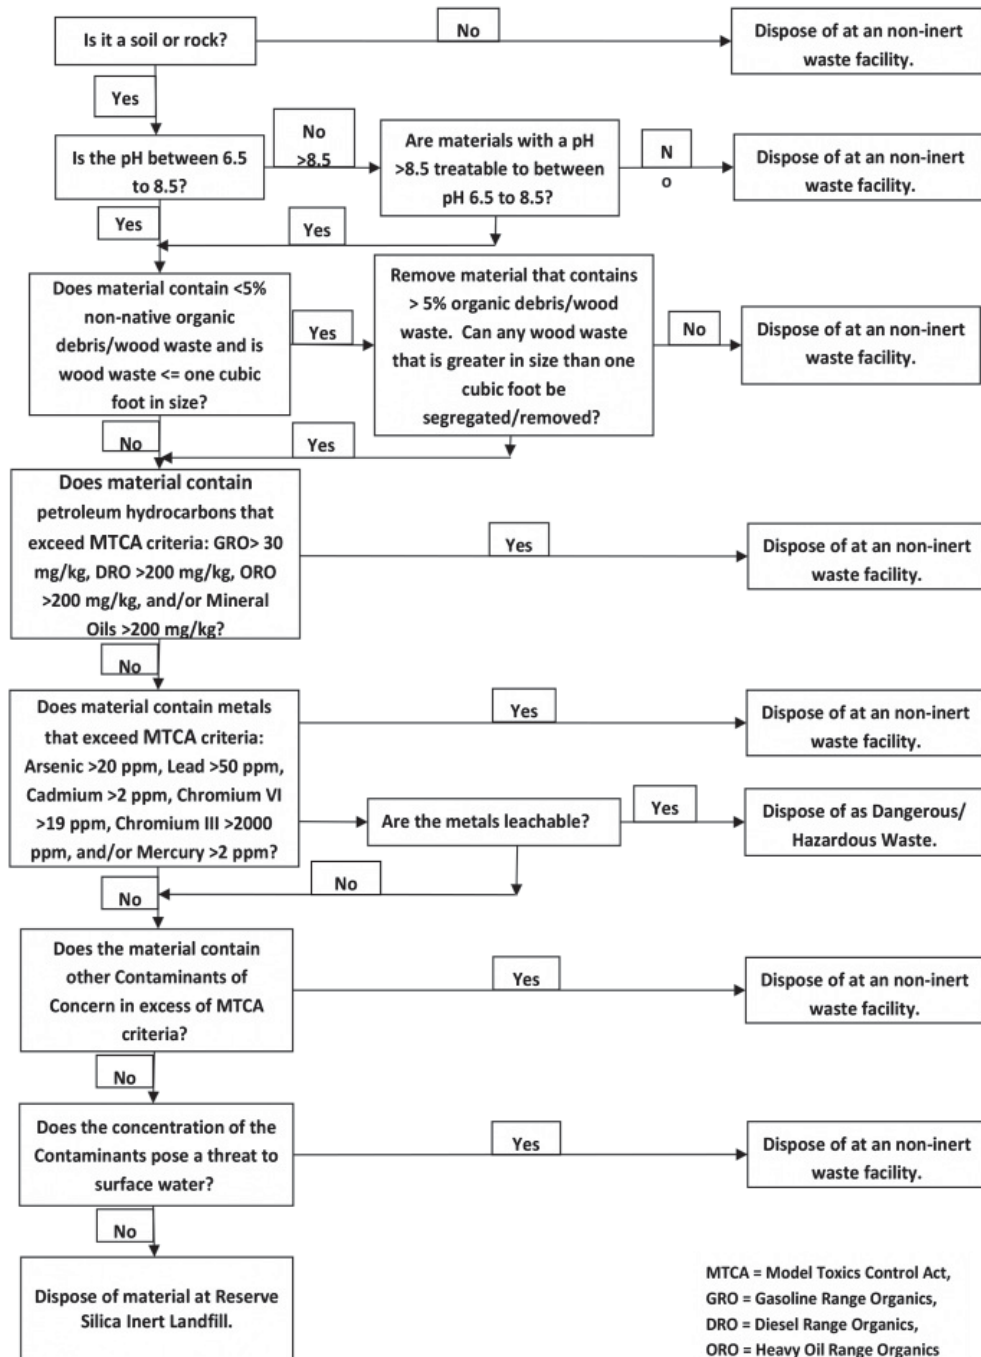 Is it a soil or rock?
No
Dispose of at an non-inert
waste facility.
Yes
Is the pH between 6.5
to 8.5?
No
>8.5
Are materials with a pH
>8.5 treatable to between
pH 6.5 to 8.5?
N
o
Dispose of at an non-inert
waste facility.
Yes
Yes
Does material contain <5%
non-native organic
debris/wood waste and is
wood waste <= one cubic
foot in size?
Yes
Remove material that contains
> 5% organic debris/wood
waste. Can any wood waste
that is greater in size than one
cubic foot be
segregated/removed?
No
Dispose of at an non-inert
waste facility.
No
Yes
Does material contain
petroleum hydrocarbons that
exceed MTCA criteria: GRO> 30
mg/kg, DRO >200 mg/kg, ORO
>200 mg/kg, and/or Mineral
Oils >200 mg/kg?
Yes
Dispose of at an non-inert
waste facility.
No
Does material contain metals
that exceed MTCA criteria:
Arsenic >20 ppm, Lead >50 ppm,
Cadmium >2 ppm, Chromium VI
>19 ppm, Chromium III >2000
ppm, and/or Mercury >2 ppm?
Yes
Dispose of at an non-inert
waste facility.
Are the metals leachable?
Yes
Dispose of as Dangerous/
Hazardous Waste.
No
No
Does the material contain
other Contaminants of
Concern in excess of MTCA
criteria?
Yes
Dispose of at an non-inert
waste facility.
No
Does the concentration of the
Contaminants pose a threat to
surface water?
Yes
Dispose of at an non-inert
waste facility.
No
Dispose of material at Reserve
Silica Inert Landfill.
MTCA = Model Toxics Control Act,
GRO = Gasoline Range Organics,
DRO = Diesel Range Organics,
ORO = Heavy Oil Range Organics